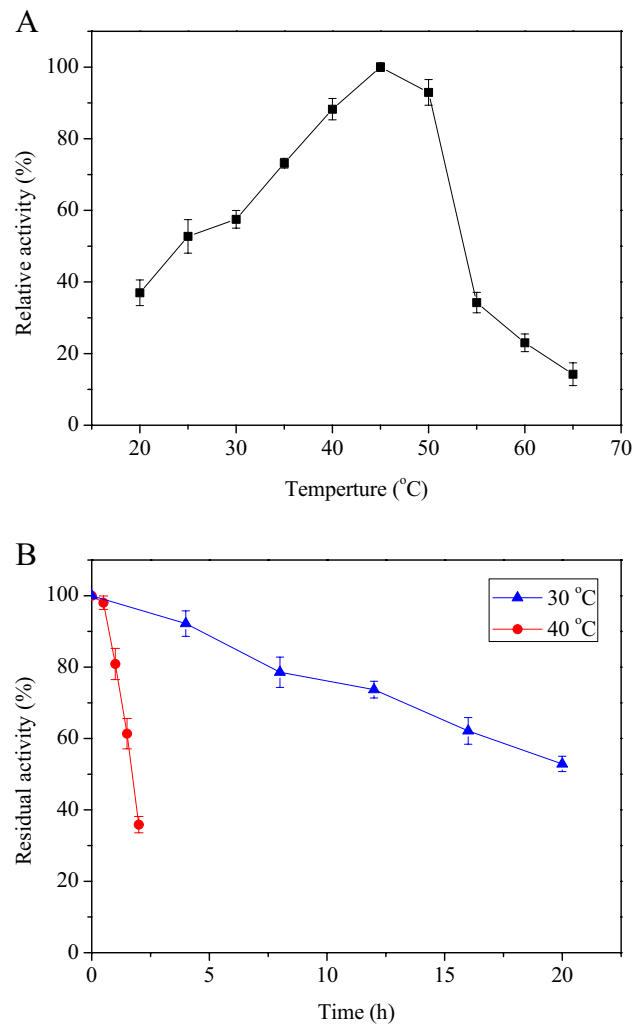 A
Relative activity (%)
100
80
60
40
20
0
20 30 40 50 60 70
Temperture (°C)
B
Residual activity (%)
100
80
60
40
20
0
30 °C
40 °C
0 5 10 15 20
Time (h)